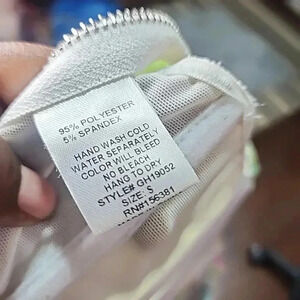 95% POLYESTER
5% SPANDEX
HAND WASH COLD
WATER SEPARATELY
COLOR WILL BLEED
NO BLEACH
HANG TO DRY
STYLE# GH19052
SIZE: S
RN#156381